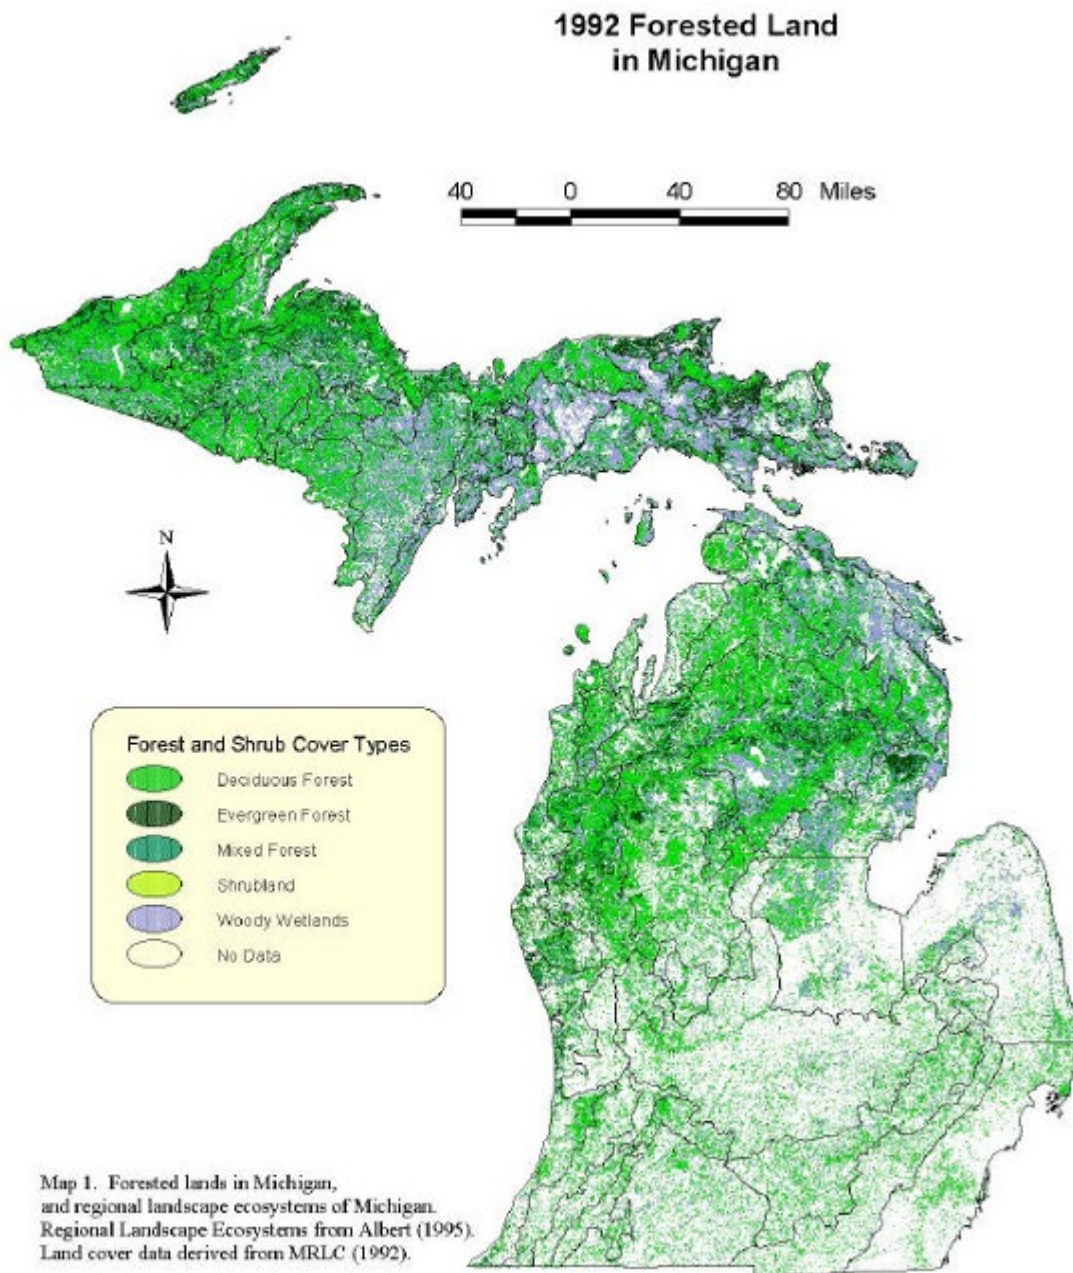 1992 Forested Land
in Michigan
40 0 40 80 Miles
N
Forest and Shrub Cover Types
Deciduous Forest
Evergreen Forest
Mixed Forest
Shrubland
Woody Wetlands
No Data
Map 1. Forested lands in Michigan,
and regional landscape ecosystems of Michigan.
Regional Landscape Ecosystems from Albert (1995).
Land cover data derived from MRLC (1992).